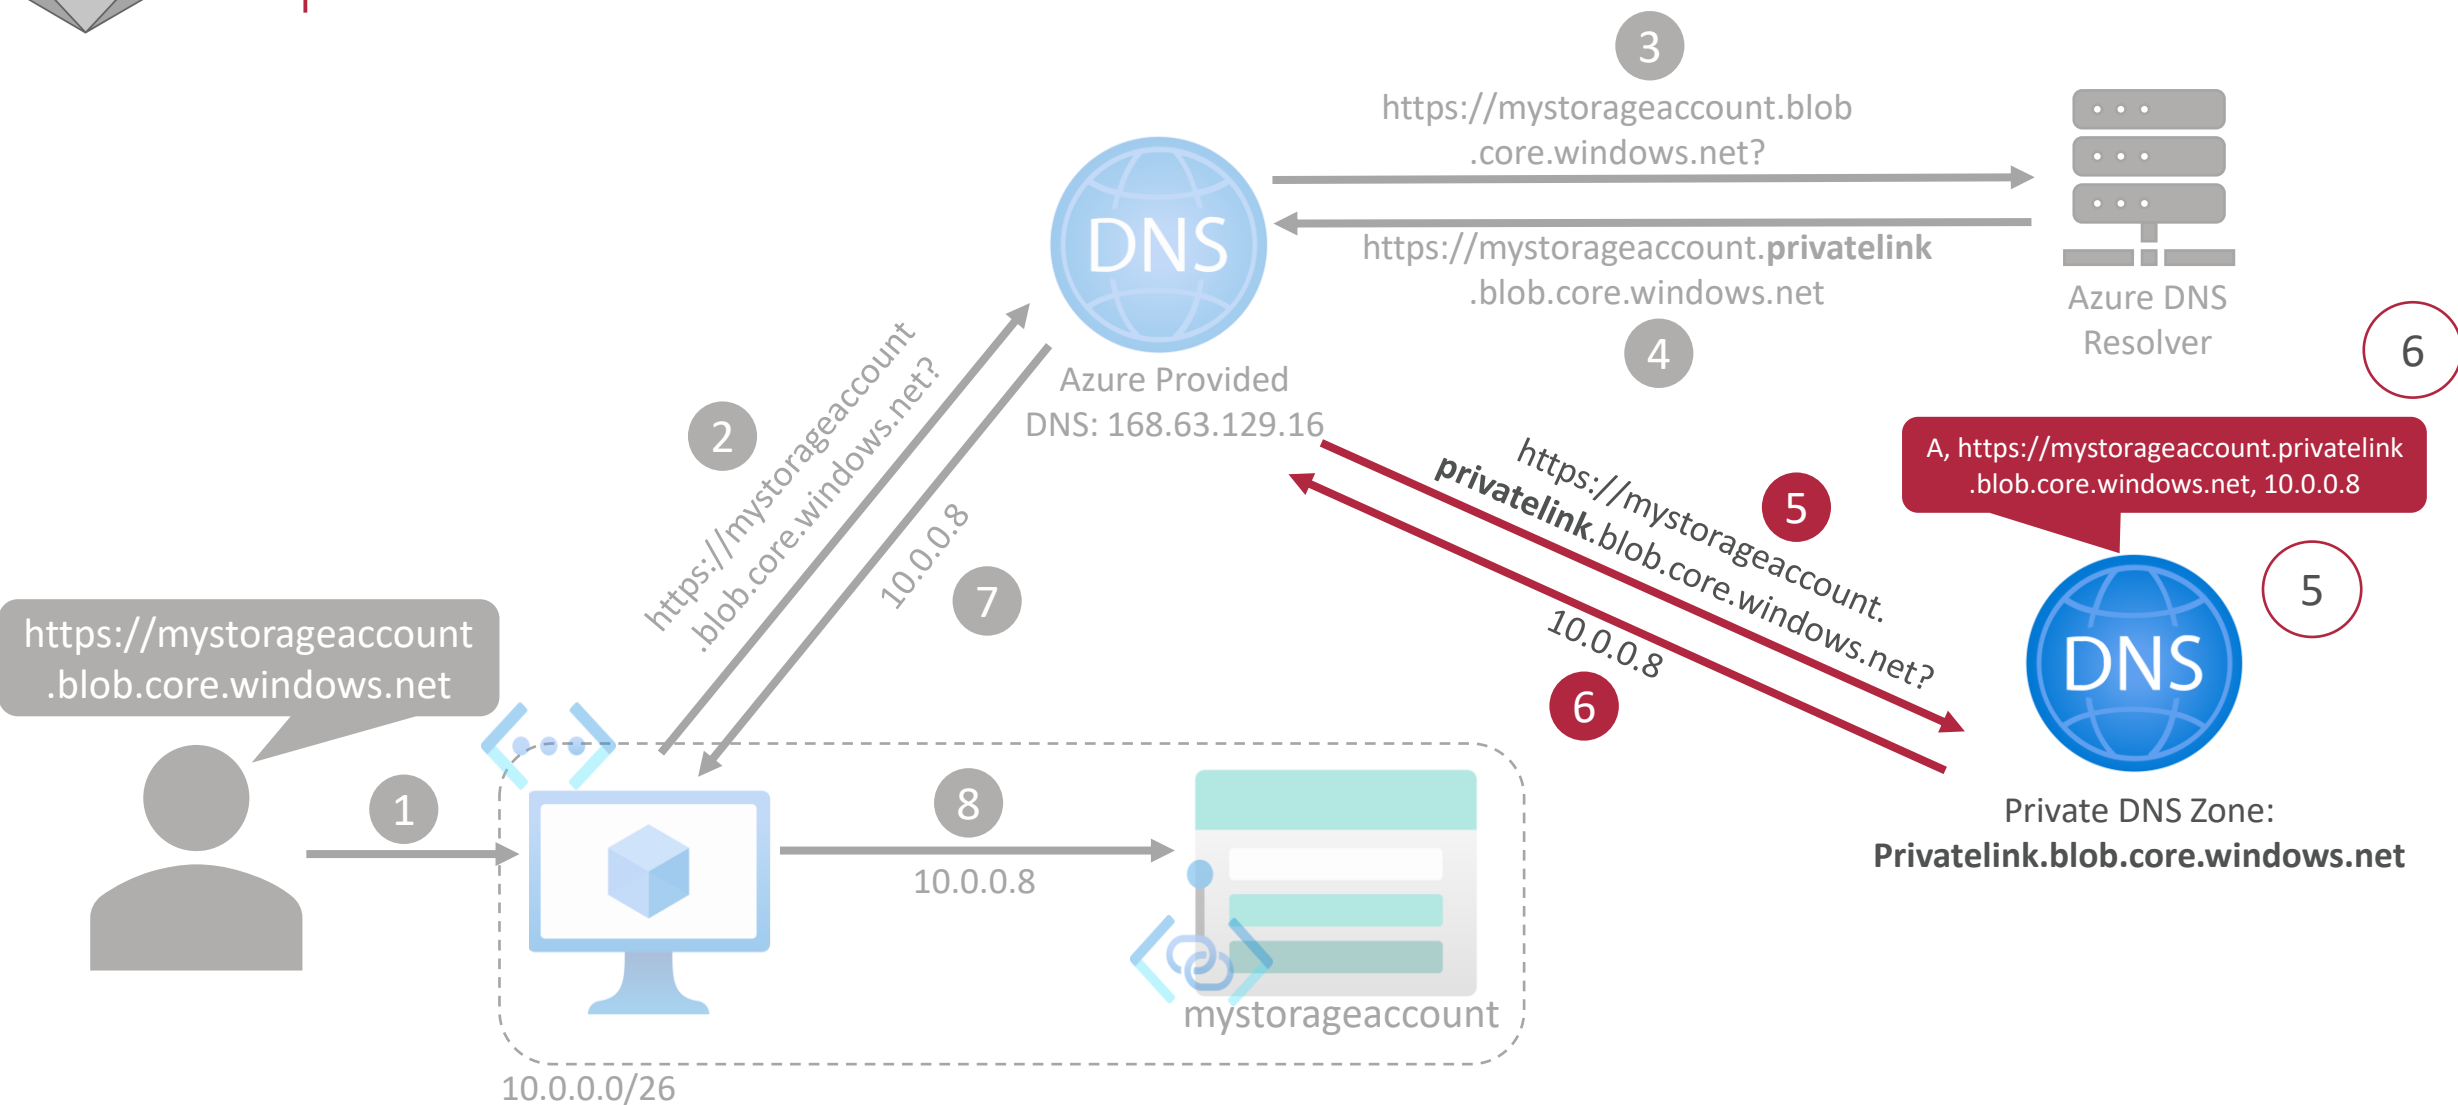 3
https://mystorageaccount.blob
.core.windows.net?
https://mystorageaccount.privatelink
.blob.core.windows.net
4
DNS
Azure Provided
DNS: 168.63.129.16
Azure DNS
Resolver
6
2
https://mystorageaccount
.blob.core.windows.net?
10.0.0.8
7
https://mystorageaccount.
privatelink.blob.core.windows.net?
5
10.0.0.8
6
A, https://mystorageaccount.privatelink
.blob.core.windows.net, 10.0.0.8
5
DNS
Private DNS Zone:
Privatelink.blob.core.windows.net
https://mystorageaccount
.blob.core.windows.net
1
8
10.0.0.8
mystorageaccount
10.0.0.0/26